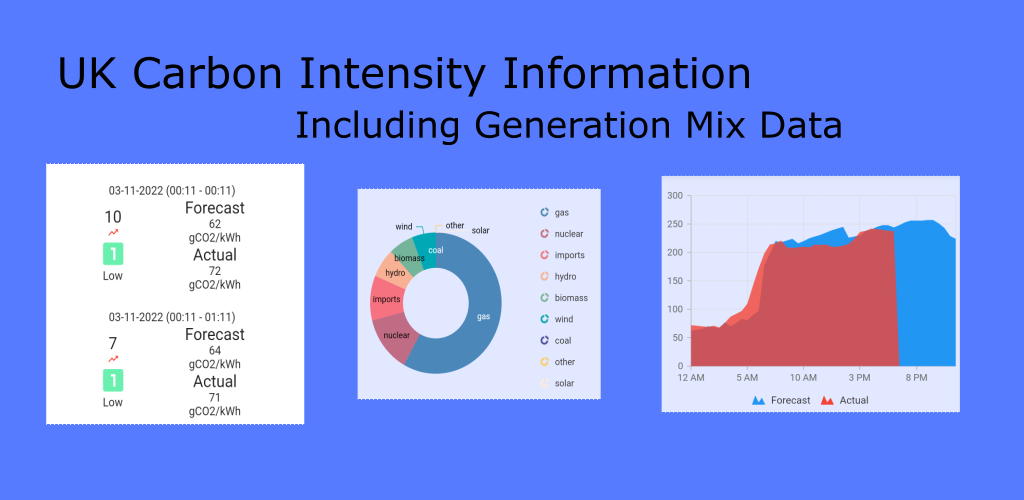 UK Carbon Intensity Information
Including Generation Mix Data
03-11-2022 (00:11 - 00:11)
10
1
Low
Forecast
62
gCO2/kWh
Actual
72
gCO2/kWh
03-11-2022 (00:11 - 01:11)
7
1
Low
Forecast
64
gCO2/kWh
Actual
71
gCO2/kWh
wind
other
solar
coal
biomass
hydro
imports
nuclear
gas
gas
nuclear
imports
hydro
biomass
wind
coal
other
solar
300
250
200
150
100
50
0
12 AM 5 AM 10 AM 3 PM 8 PM
Forecast Actual